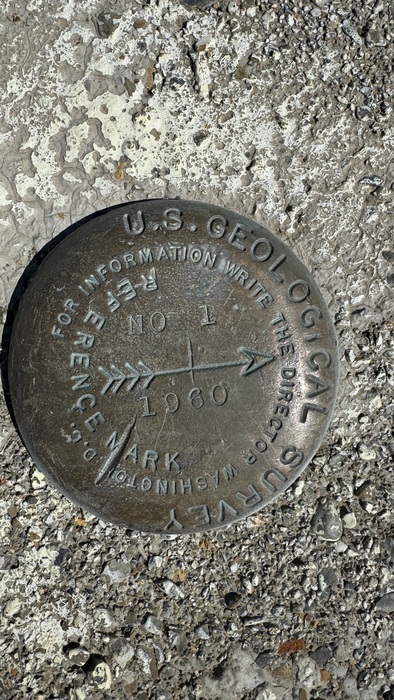 U.S. GEOLOGICAL SURVEY
FOR INFORMATION WRITE THE DIRECTOR WASHINGTON D.C.
REFERENCE MARK
NO 1
1960